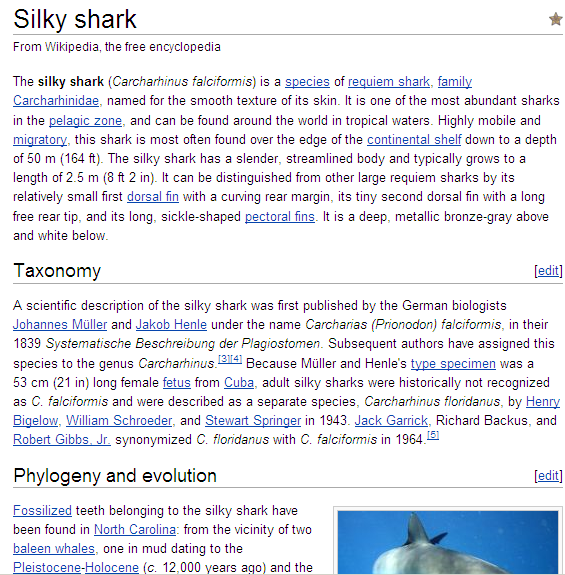 Silky shark
From Wikipedia, the free encyclopedia
The silky shark (Carcharhinus falciformis) is a species of requiem shark, family
Carcharhinidae, named for the smooth texture of its skin. It is one of the most abundant sharks
in the pelagic zone, and can be found around the world in tropical waters. Highly mobile and
migratory, this shark is most often found over the edge of the continental shelf down to a depth
of 50 m (164 ft). The silky shark has a slender, streamlined body and typically grows to a
length of 2.5 m (8 ft 2 in). It can be distinguished from other large requiem sharks by its
relatively small first dorsal fin with a curving rear margin, its tiny second dorsal fin with a long
free rear tip, and its long, sickle-shaped pectoral fins. It is a deep, metallic bronze-gray above
and white below.
Taxonomy [edit]
A scientific description of the silky shark was first published by the German biologists
Johannes Müller and Jakob Henle under the name Carcharias (Prionodon) falciformis, in their
1839 Systematische Beschreibung der Plagiostomen. Subsequent authors have assigned this
species to the genus Carcharhinus.[3][4] Because Müller and Henle's type specimen was a
53 cm (21 in) long female fetus from Cuba, adult silky sharks were historically not recognized
as C. falciformis and were described as a separate species, Carcharhinus floridanus, by Henry
Bigelow, William Schroeder, and Stewart Springer in 1943. Jack Garrick, Richard Backus, and
Robert Gibbs, Jr. synonymized C. floridanus with C. falciformis in 1964.[5]
Phylogeny and evolution [edit]
Fossilized teeth belonging to the silky shark have
been found in North Carolina: from the vicinity of two
baleen whales, one in mud dating to the
Pleistocene-Holocene (c. 12,000 years ago) and the